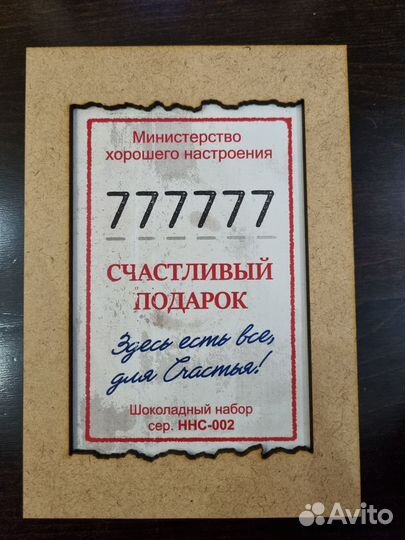 Министерство
хорошего настроения
777777
СЧАСТЛИВЫЙ
ПОДАРОК
Здесь есть все,
для Счастья!
Шоколадный набор
сер. ННС-002
Avito